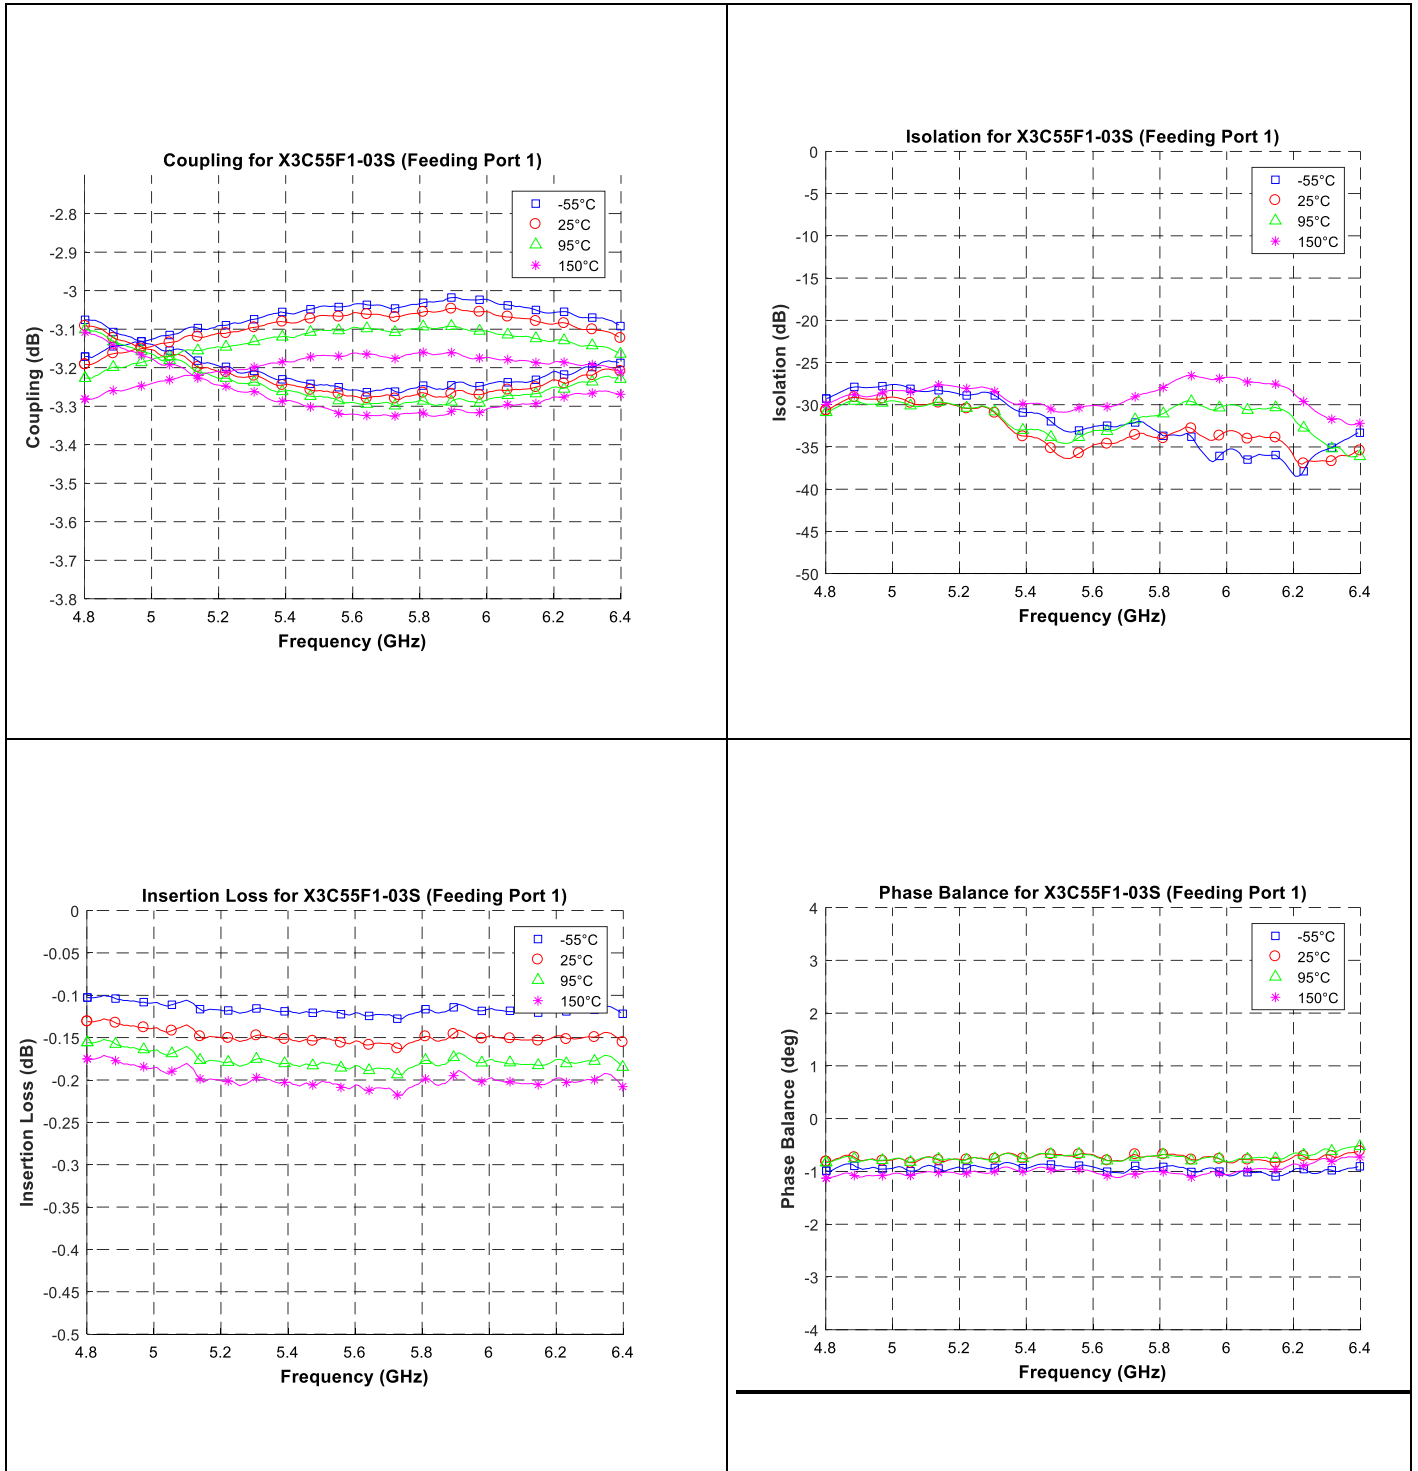 Coupling for X3C55F1-03S (Feeding Port 1)
-55°C
25°C
95°C
150°C
-2.8
-2.9
-3
-3.1
-3.2
-3.3
-3.4
-3.5
-3.6
-3.7
-3.8
Coupling (dB)
4.8 5 5.2 5.4 5.6 5.8 6 6.2 6.4
Frequency (GHz)
Isolation for X3C55F1-03S (Feeding Port 1)
-55°C
25°C
95°C
150°C
0
-5
-10
-15
-20
-25
-30
-35
-40
-45
-50
Isolation (dB)
4.8 5 5.2 5.4 5.6 5.8 6 6.2 6.4
Frequency (GHz)
Insertion Loss for X3C55F1-03S (Feeding Port 1)
-55°C
25°C
95°C
150°C
0
-0.05
-0.1
-0.15
-0.2
-0.25
-0.3
-0.35
-0.4
-0.45
-0.5
Insertion Loss (dB)
4.8 5 5.2 5.4 5.6 5.8 6 6.2 6.4
Frequency (GHz)
Phase Balance for X3C55F1-03S (Feeding Port 1)
-55°C
25°C
95°C
150°C
4
3
2
1
0
-1
-2
-3
-4
Phase Balance (deg)
4.8 5 5.2 5.4 5.6 5.8 6 6.2 6.4
Frequency (GHz)